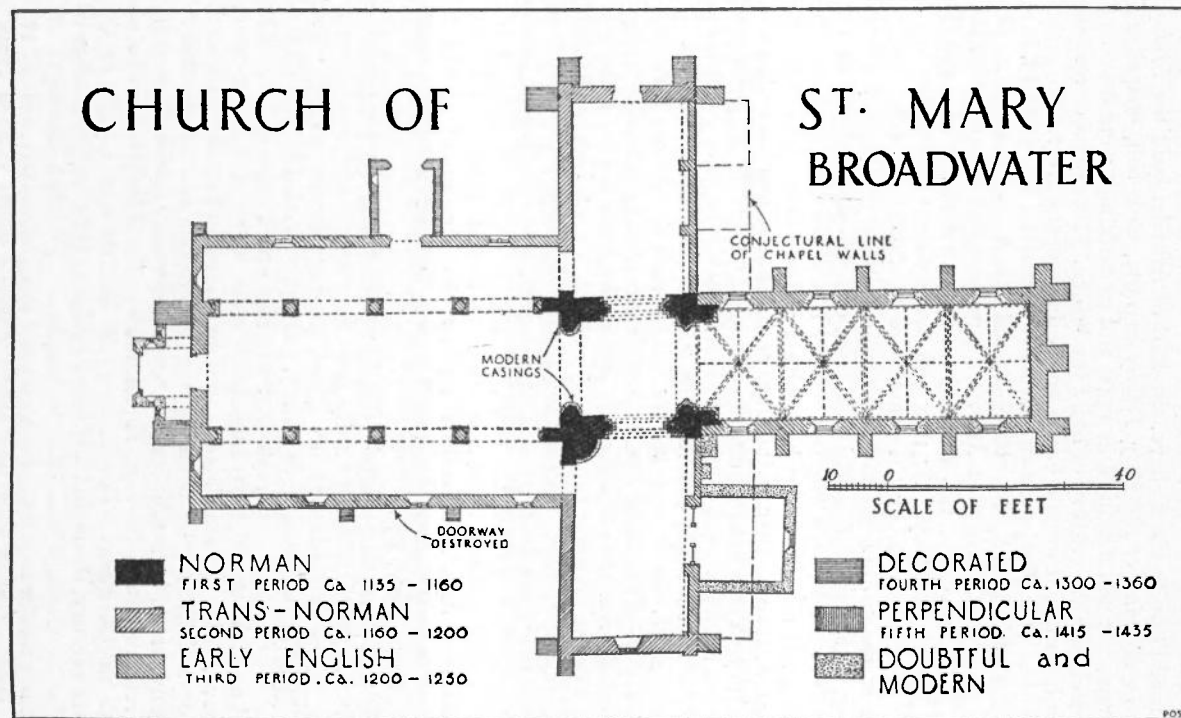 CHURCH OF
ST. MARY
BROADWATER
CONJECTURAL LINE
OF CHAPEL WALLS
MODERN
CASINGS
DOORWAY
DESTROYED
10 0 40
SCALE OF FEET
NORMAN
FIRST PERIOD Ca. 1135 - 1160
TRANS-NORMAN
SECOND PERIOD Ca. 1160 - 1200
EARLY ENGLISH
THIRD PERIOD. Ca. 1200 - 1250
DECORATED
FOURTH PERIOD Ca. 1300 - 1360
PERPENDICULAR
FIFTH PERIOD. Ca. 1415 - 1435
DOUBTFUL and
MODERN